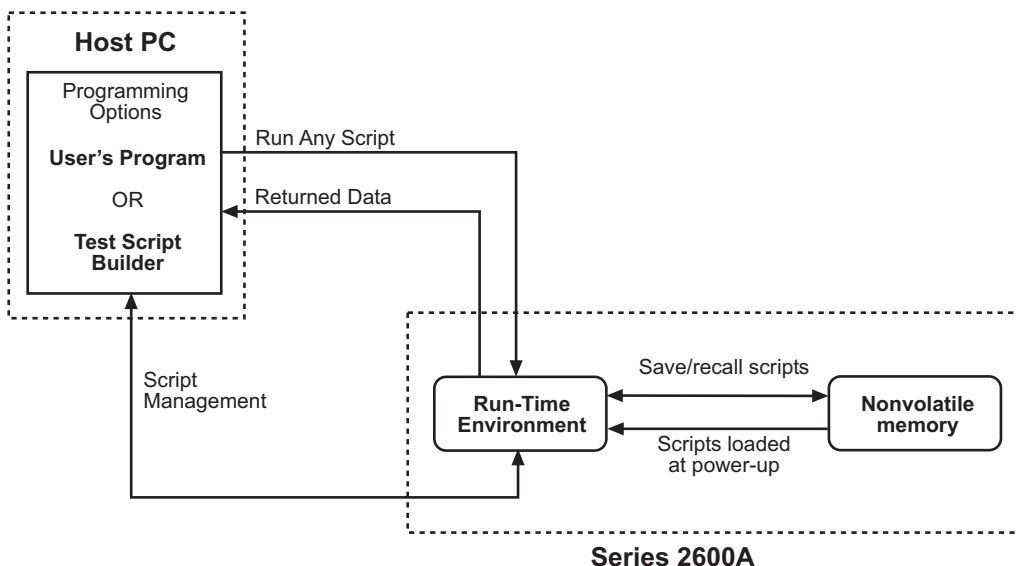 Host PC
Programming
Options
User's Program
OR
Test Script
Builder
Run Any Script
Returned Data
Script
Management
Run-Time
Environment
Save/recall scripts
Scripts loaded
at power-up
Nonvolatile
memory
Series 2600A